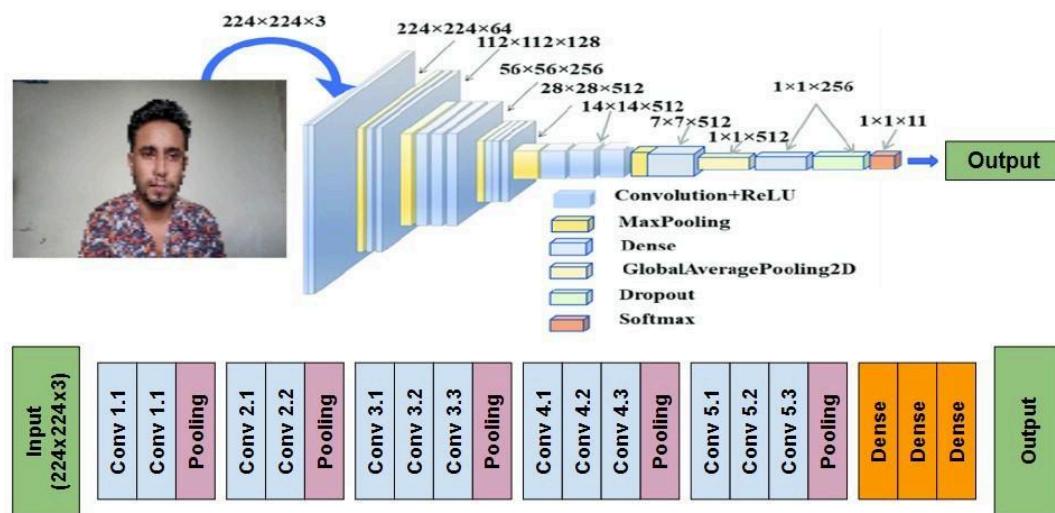 224×224×3
224×224×64
112×112×128
56×56×256
28×28×512
14×14×512
7×7×512
1×1×512
1×1×256
1×1×11
Output
Convolution+ReLU
MaxPooling
Dense
GlobalAveragePooling2D
Dropout
Softmax
Input
(224x224x3)
Conv 1.1
Conv 1.1
Pooling
Conv 2.1
Conv 2.2
Pooling
Conv 3.1
Conv 3.2
Conv 3.3
Pooling
Conv 4.1
Conv 4.2
Conv 4.3
Pooling
Conv 5.1
Conv 5.2
Conv 5.3
Pooling
Dense
Dense
Dense
Output